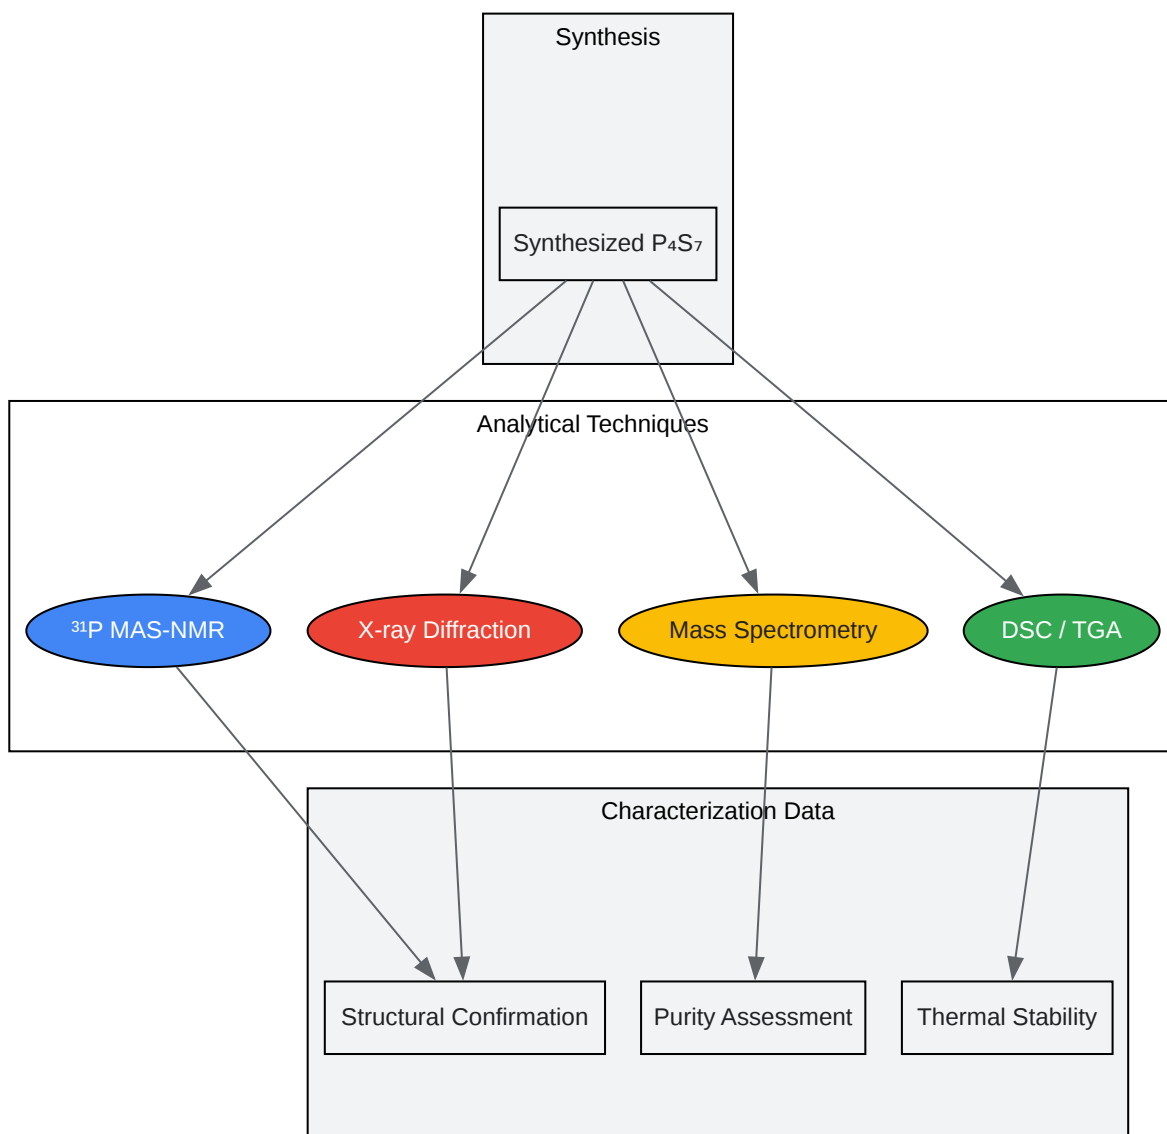 Synthesis
Synthesized P₄S₇
Analytical Techniques
³¹P MAS-NMR
X-ray Diffraction
Mass Spectrometry
DSC / TGA
Characterization Data
Structural Confirmation
Purity Assessment
Thermal Stability